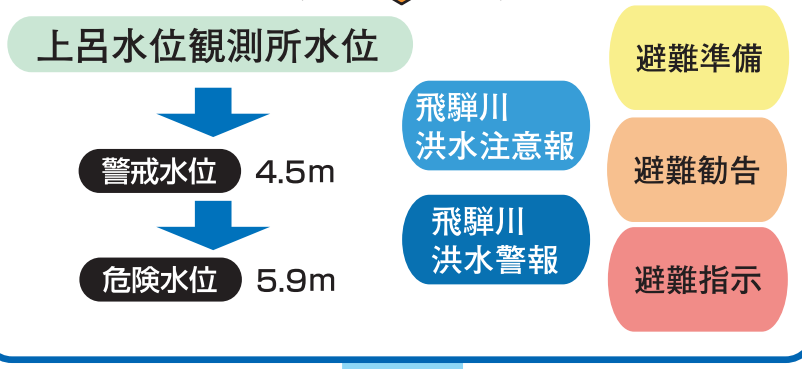 上呂水位観測所水位
警戒水位 4.5m
危険水位 5.9m
飛騨川
洪水注意報
飛騨川
洪水警報
避難準備
避難勧告
避難指示